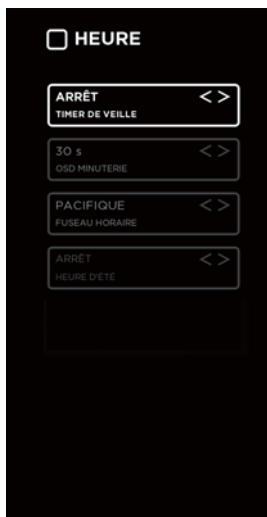 HEURE
ARRÊT
TIMER DE VEILLE
30 s
OSD MINUTERIE
PACIFIQUE
FUSEAU HORAIRE
ARRÊT
HEURE D'ÉTÉ